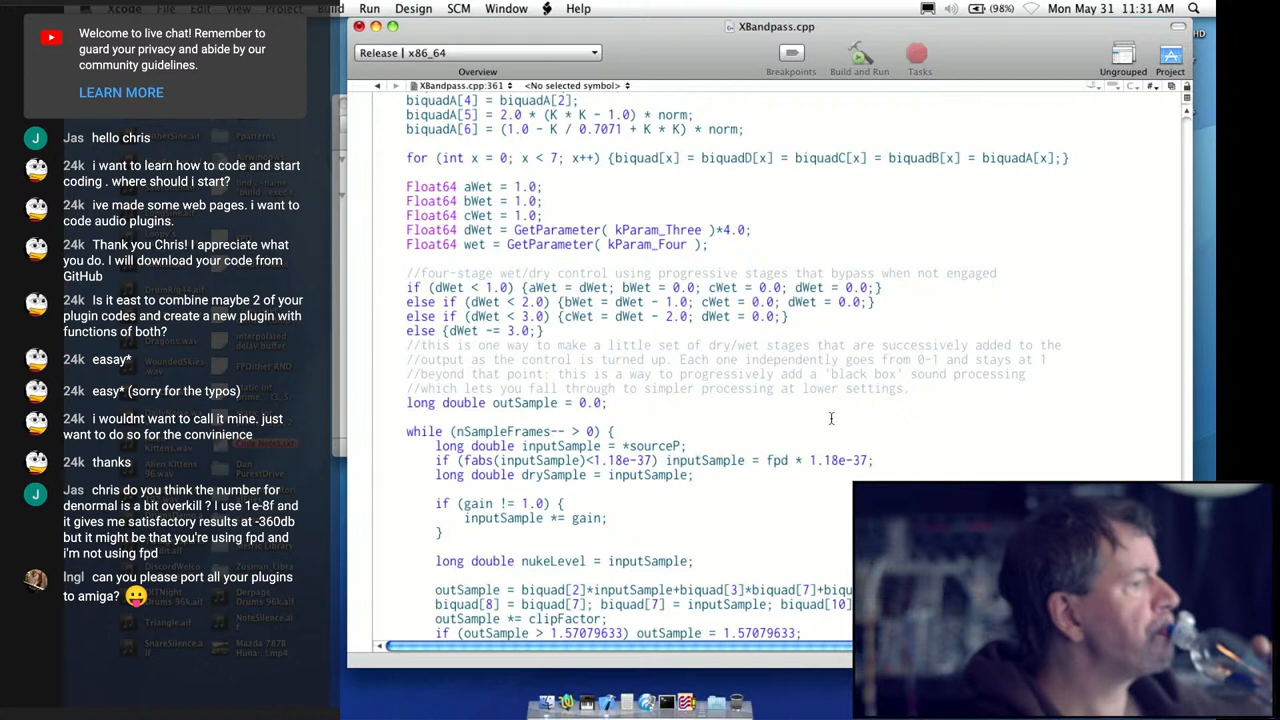 Xcode File Edit View Project Build Run Design SCM Window Help (98%) Mon May 31 11:31 AM
Welcome to live chat! Remember to
guard your privacy and abide by our
community guidelines.
LEARN MORE
J Jas hello chris
24k i want to learn how to code and start
coding . where should i start?
24k ive made some web pages. i want to
code audio plugins.
24k Thank you Chris! I appreciate what
you do. I will download your code from
GitHub
24k Is it east to combine maybe 2 of your
plugin codes and create a new plugin with
functions of both?
24k easay*
24k easy* (sorry for the typos)
24k i wouldnt want to call it mine. just
want to do so for the convinience
24k thanks
J Jas chris do you think the number for
denormal is a bit overkill ? I use 1e-8f and
it gives me satisfactory results at -360db
but it might be that you're using fpd and
i'm not using fpd
lngl can you please port all your plugins
to amiga? 😛
XBandpass.cpp
Release | x86_64
Overview
Breakpoints
Build and Run
Tasks
Ungrouped
Project
XBandpass.cpp:361
<No selected symbol>
biquadA[4] = biquadA[2];
biquadA[5] = 2.0 * (K * K - 1.0) * norm;
biquadA[6] = (1.0 - K / 0.7071 + K * K) * norm;
for (int x = 0; x < 7; x++) {biquad[x] = biquadD[x] = biquadC[x] = biquadB[x] = biquadA[x];}
Float64 aWet = 1.0;
Float64 bWet = 1.0;
Float64 cWet = 1.0;
Float64 dWet = GetParameter( kParam_Three )*4.0;
Float64 wet = GetParameter( kParam_Four );
//four-stage wet/dry control using progressive stages that bypass when not engaged
if (dWet < 1.0) {aWet = dWet; bWet = 0.0; cWet = 0.0; dWet = 0.0;}
else if (dWet < 2.0) {bWet = dWet - 1.0; cWet = 0.0; dWet = 0.0;}
else if (dWet < 3.0) {cWet = dWet - 2.0; dWet = 0.0;}
else {dWet -= 3.0;}
//this is one way to make a little set of dry/wet stages that are successively added to the
//output as the control is turned up. Each one independently goes from 0-1 and stays at 1
//beyond that point: this is a way to progressively add a 'black box' sound processing
//which lets you fall through to simpler processing at lower settings.
long double outSample = 0.0;
while (nSampleFrames-- > 0) {
long double inputSample = *sourceP;
if (fabs(inputSample)<1.18e-37) inputSample = fpd * 1.18e-37;
long double drySample = inputSample;
if (gain != 1.0) {
inputSample *= gain;
}
long double nukeLevel = inputSample;
outSample = biquad[2]*inputSample+biquad[3]*biquad[7]+biqu
biquad[8] = biquad[7]; biquad[7] = inputSample; biquad[10]
outSample *= clipFactor;
if (outSample > 1.57079633) outSample = 1.57079633;